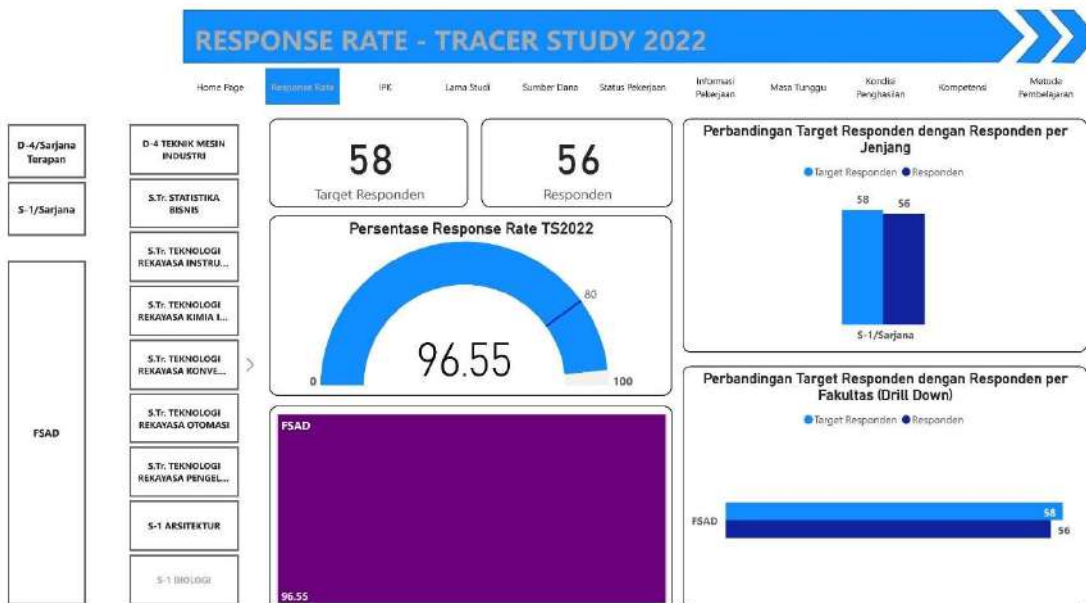 RESPONSE RATE - TRACER STUDY 2022
Home Page
Response Rate
IPK
Lama Studi
Sumber Dana
Status Pekerjaan
Informasi
Pekerjaan
Masa Tunggu
Kondisi
Penghasilan
Kompetensi
Metode
Pembelajaran
D-4/Sarjana
Terapan
S-1/Sarjana
FSAD
D-4 TEKNIK MESIN
INDUSTRI
S.Tr. STATISTIKA
BISNIS
S.Tr. TEKNOLOGI
REKAYASA INSTRU...
S.Tr. TEKNOLOGI
REKAYASA KIMIA I...
S.Tr. TEKNOLOGI
REKAYASA KONVE...
S.Tr. TEKNOLOGI
REKAYASA OTOMASI
S.Tr. TEKNOLOGI
REKAYASA PENGEL...
S-1 ARSITEKTUR
S-1 BIOLOGI
58
Target Responden
56
Responden
Persentase Response Rate TS2022
80
96.55
0
100
FSAD
96.55
Perbandingan Target Responden dengan Responden per
Jenjang
Target Responden Responden
58
56
S-1/Sarjana
Perbandingan Target Responden dengan Responden per
Fakultas (Drill Down)
Target Responden Responden
FSAD
58
56